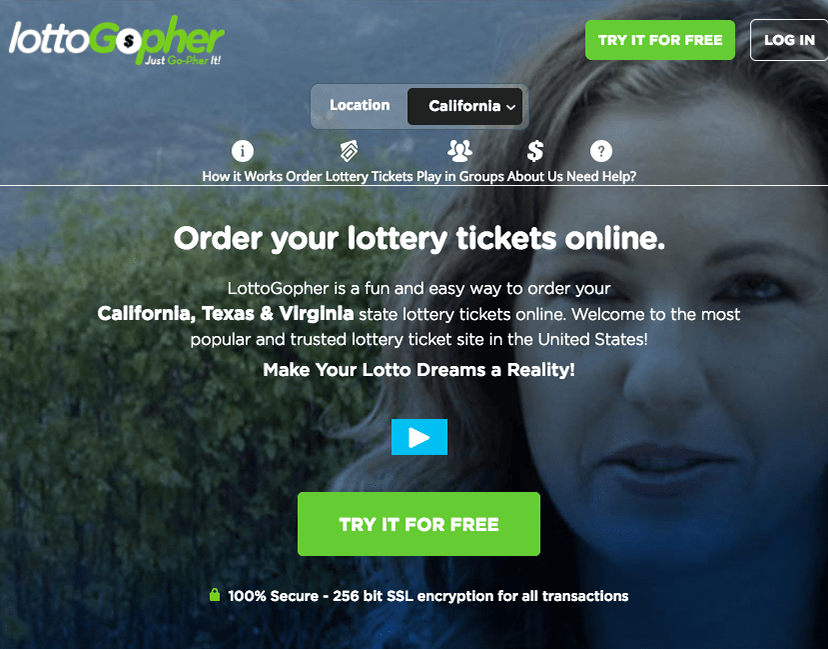 lottoGopher
Just Go-Pher It!
TRY IT FOR FREE
LOG IN
Location
California
How it Works Order Lottery Tickets Play in Groups About Us Need Help?
Order your lottery tickets online.
LottoGopher is a fun and easy way to order your
California, Texas & Virginia state lottery tickets online. Welcome to the most
popular and trusted lottery ticket site in the United States!
Make Your Lotto Dreams a Reality!
TRY IT FOR FREE
100% Secure - 256 bit SSL encryption for all transactions